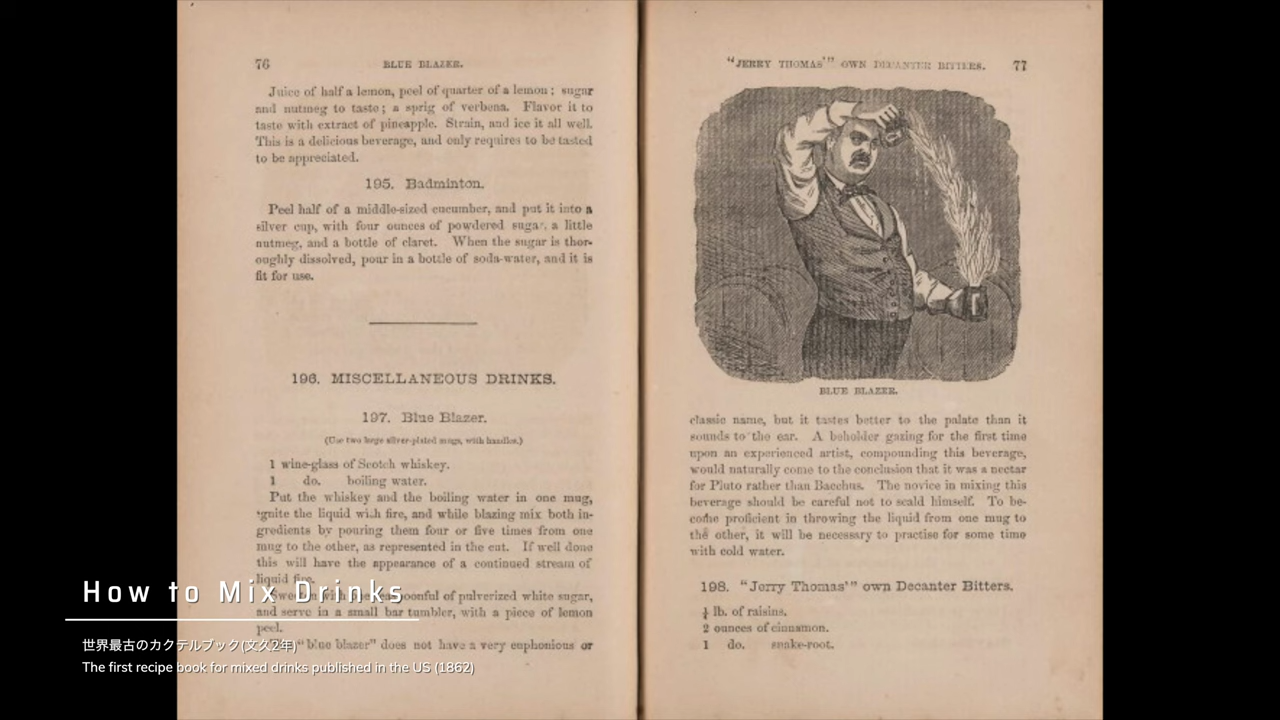 76
BLUE BLAZER.
Juice of half a lemon, peel of quarter of a lemon; sugar
and nutmeg to taste; a sprig of verbena. Flavor it to
taste with extract of pineapple. Strain, and ice it all well.
This is a delicious beverage, and only requires to be tasted
to be appreciated.
195. Badminton.
Peel half of a middle-sized cucumber, and put it into a
silver cup, with four ounces of powdered sugar, a little
nutmeg, and a bottle of claret. When the sugar is thor-
oughly dissolved, pour in a bottle of soda-water, and it is
fit for use.
196. MISCELLANEOUS DRINKS.
197. Blue Blazer.
(Use two large silver-plated mugs, with handles.)
1 wine-glass of Scotch whiskey.
1 do. boiling water.
Put the whiskey and the boiling water in one mug,
ignite the liquid with fire, and while blazing mix both in-
gredients by pouring them four or five times from one
mug to the other, as represented in the cut. If well done
this will have the appearance of a continued stream of
liquid fire.
and serve in a small bar tumbler, with a piece of lemon
peel.
"blue blazer" does not have a very euphonious or
"JERRY THOMAS'" OWN DECANTER BITTERS.
77
BLUE BLAZER.
classic name, but it tastes better to the palate than it
sounds to the ear. A beholder gazing for the first time
upon an experienced artist, compounding this beverage,
would naturally come to the conclusion that it was a nectar
for Pluto rather than Bacchus. The novice in mixing this
beverage should be careful not to scald himself. To be-
come proficient in throwing the liquid from one mug to
the other, it will be necessary to practise for some time
with cold water.
198. "Jerry Thomas'" own Decanter Bitters.
¼ lb. of raisins.
2 ounces of cinnamon.
1 do. snake-root.
How to Mix Drinks
世界最古のカクテルブック(文久2年)
The first recipe book for mixed drinks published in the US (1862)